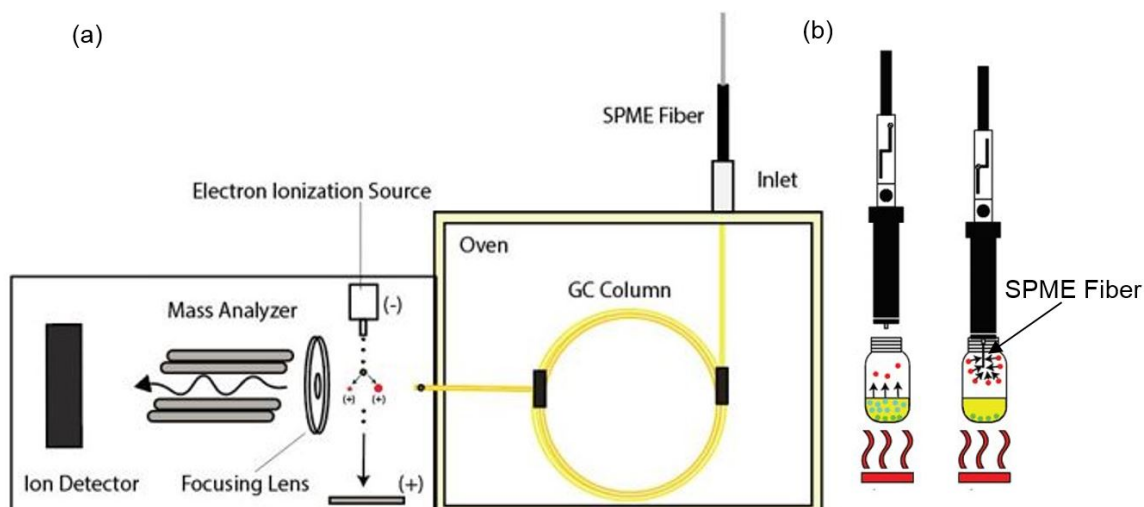 (a)
(b)
SPME Fiber
Inlet
Electron Ionization Source
Oven
GC Column
Mass Analyzer
(-)
(+)
(+)
SPME Fiber
Ion Detector
Focusing Lens
(+)